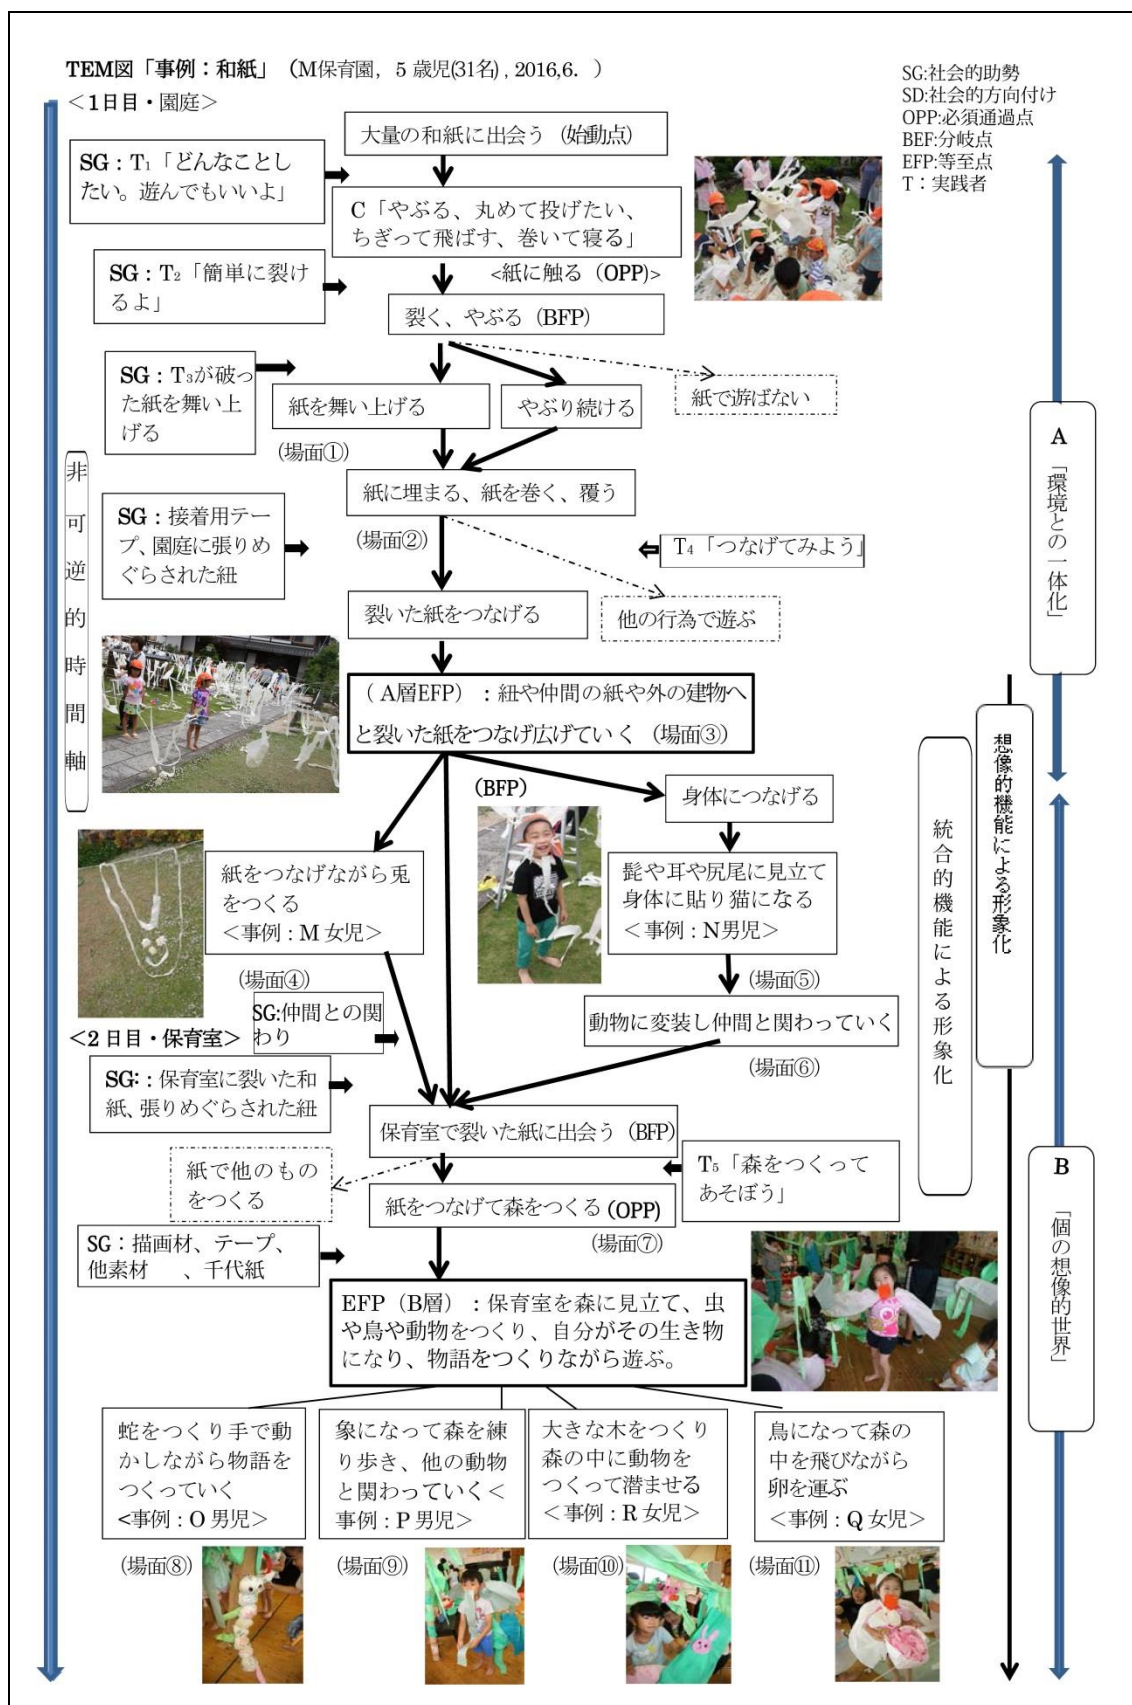 TEM図「事例：和紙」（M保育園，5 歳児(31名) , 2016,6. ）
SG:社会的助勢
SD:社会的方向付け
OPP:必須通過点
BEF:分岐点
EFP:等至点
T：実践者
＜1日目・園庭＞
大量の和紙に出会う（始動点）
SG：T1「どんなことし
たい。遊んでもいいよ」
C「やぶる、丸めて投げたい、
ちぎって飛ばす、巻いて寝る」
SG：T2「簡単に裂け
るよ」
<紙に触る（OPP)>
裂く、やぶる（BFP）
SG：T3が破っ
た紙を舞い上
げる
紙を舞い上げる
やぶり続ける
紙で遊ばない
(場面①)
紙に埋まる、紙を巻く、覆う
SG：接着用テー
プ、園庭に張りめ
ぐらされた紐
(場面②)
T4「つなげてみよう」
裂いた紙をつなげる
他の行為で遊ぶ
非可逆的時間軸
（A層EFP）：紐や仲間の紙や外の建物へ
と裂いた紙をつなげ広げていく（場面③）
(BFP)
身体につなげる
紙をつなげながら兎
をつくる
＜事例：M 女児＞
髭や耳や尻尾に見立て
身体に貼り猫になる
＜事例：N男児＞
(場面④)
(場面⑤)
SG:仲間との関
わり
動物に変装し仲間と関わっていく
(場面⑥)
＜2 日目・保育室＞
SG:：保育室に裂いた和
紙、張りめぐらされた紐
保育室で裂いた紙に出会う（BFP）
紙で他のもの
をつくる
T5「森をつくって
あそぼう」
紙をつなげて森をつくる (OPP)
(場面⑦)
SG：描画材、テープ、
他素材　、千代紙
EFP（B層）：保育室を森に見立て、虫
や鳥や動物をつくり、自分がその生き物
になり、物語をつくりながら遊ぶ。
蛇をつくり手で動
かしながら物語を
つくっていく
<事例：O 男児＞
象になって森を練
り歩き、他の動物
と関わっていく＜
事例：P 男児＞
大きな木をつくり
森の中に動物を
つくって潜ませる
＜事例：R 女児＞
鳥になって森の
中を飛びながら
卵を運ぶ
＜事例：Q 女児＞
(場面⑧)
(場面⑨)
(場面⑩)
(場面⑪)
A「環境との一体化」
想像的機能による形象化
統合的機能による形象化
B「個の想像的世界」